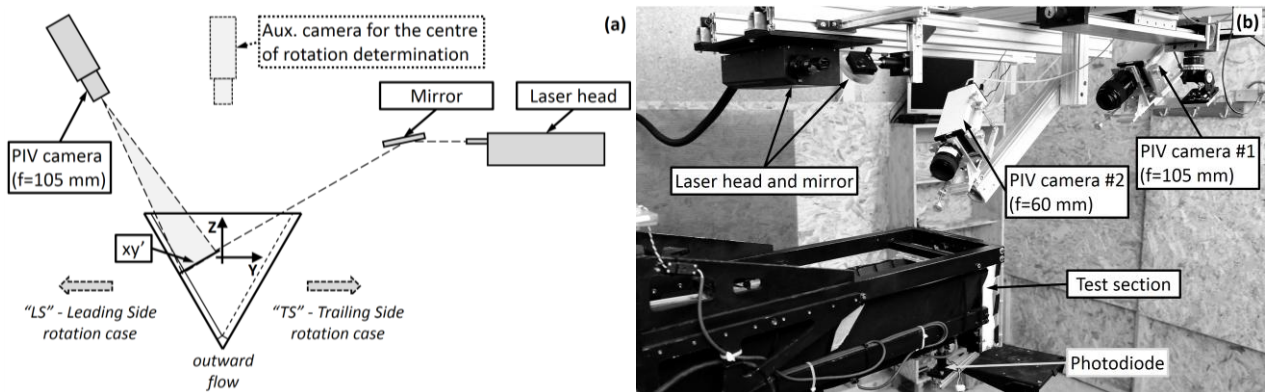 (a)
Aux. camera for the centre
of rotation determination
Mirror
Laser head
PIV camera
(f=105 mm)
Z
Y
xy'
"LS" - Leading Side
rotation case
"TS" - Trailing Side
rotation case
outward
flow
(b)
Laser head and mirror
PIV camera #2
(f=60 mm)
PIV camera #1
(f=105 mm)
Test section
Photodiode